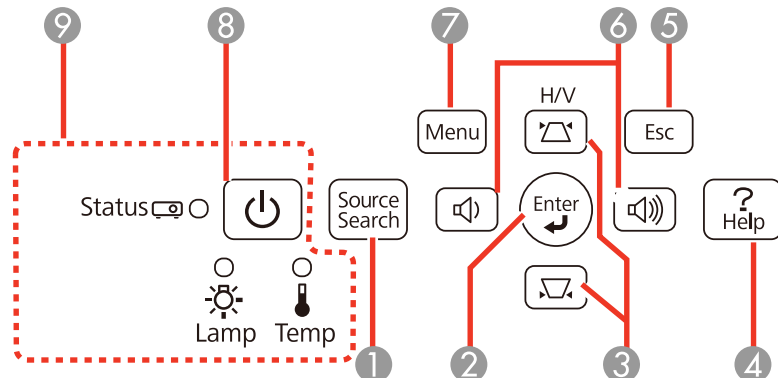 9
8
7
6
5
H/V
Menu
Esc
Status
Source
Search
Enter
?
Help
Lamp
Temp
1
2
3
4